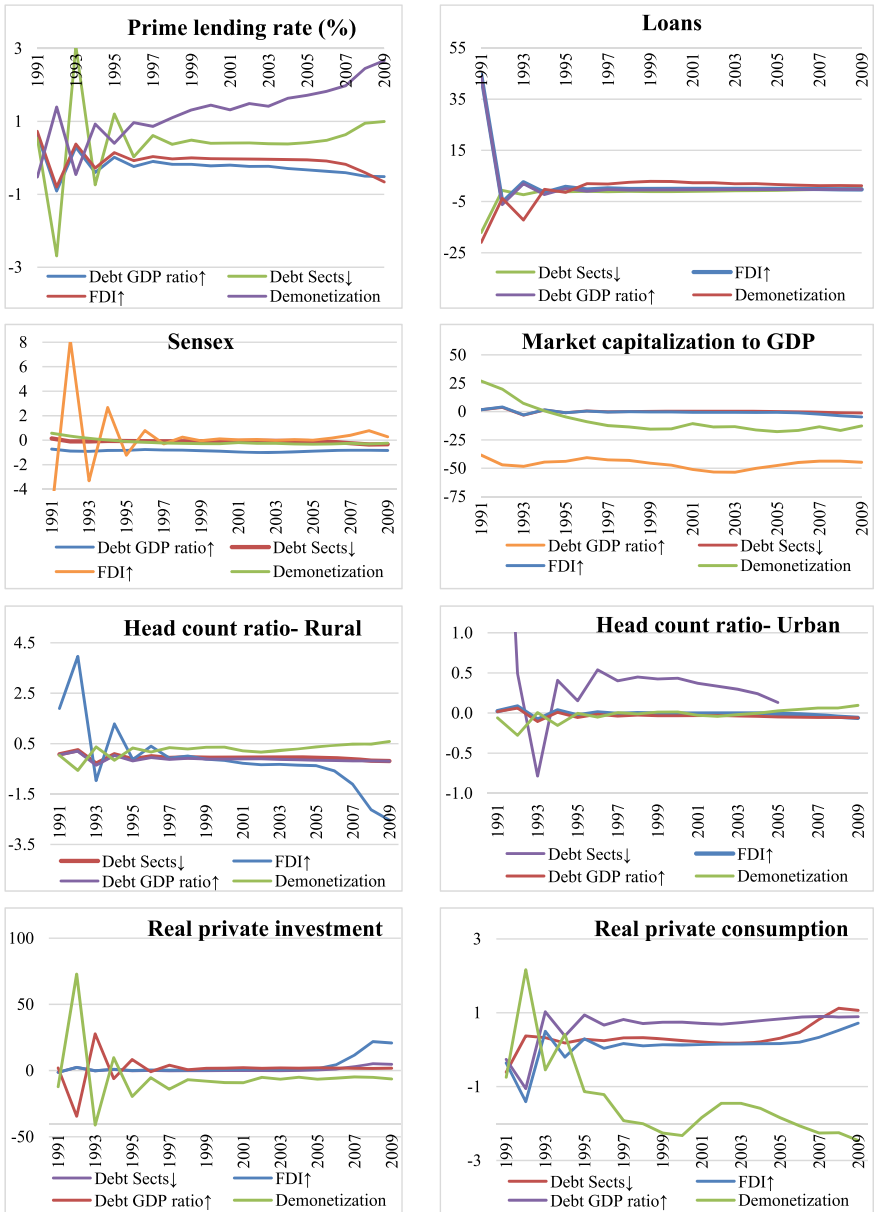 Prime lending rate (%)
3
1
-1
-3
1991 1993 1995 1997 1999 2001 2003 2005 2007 2009
Debt GDP ratio↑ Debt Sects↓
FDI↑ Demonetization
Loans
55
35
15
-5
-25
1991 1993 1995 1997 1999 2001 2003 2005 2007 2009
Debt Sects↓ FDI↑
Debt GDP ratio↑ Demonetization
Sensex
8
6
4
2
0
-2
-4
1991 1993 1995 1997 1999 2001 2003 2005 2007 2009
Debt GDP ratio↑ Debt Sects↓
FDI↑ Demonetization
Market capitalization to GDP
50
25
0
-25
-50
-75
1991 1993 1995 1997 1999 2001 2003 2005 2007 2009
Debt GDP ratio↑ Debt Sects↓
FDI↑ Demonetization
Head count ratio- Rural
4.5
2.5
0.5
-1.5
-3.5
1991 1993 1995 1997 1999 2001 2003 2005 2007 2009
Debt Sects↓ FDI↑
Debt GDP ratio↑ Demonetization
Head count ratio- Urban
1.0
0.5
0.0
-0.5
-1.0
1991 1993 1995 1997 1999 2001 2003 2005 2007 2009
Debt Sects↓ FDI↑
Debt GDP ratio↑ Demonetization
Real private investment
100
50
0
-50
1991 1993 1995 1997 1999 2001 2003 2005 2007 2009
Debt Sects↓ FDI↑
Debt GDP ratio↑ Demonetization
Real private consumption
3
1
-1
-3
1991 1993 1995 1997 1999 2001 2003 2005 2007 2009
Debt Sects↓ FDI↑
Debt GDP ratio↑ Demonetization